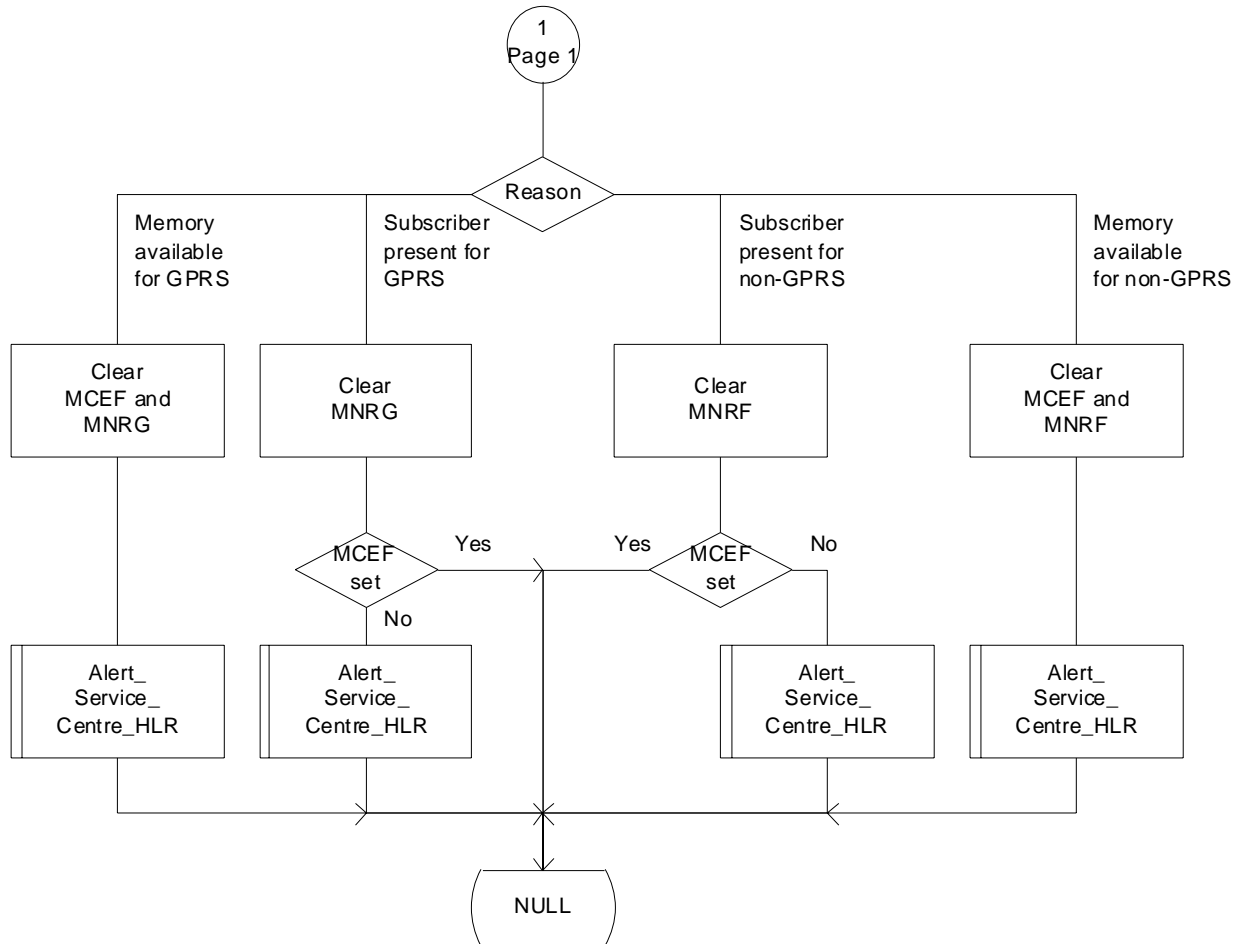 1
Page 1
Reason
Memory
available
for GPRS
Subscriber
present for
GPRS
Subscriber
present for
non-GPRS
Memory
available
for non-GPRS
Clear
MCEF and
MNRG
Clear
MNRG
Clear
MNRF
Clear
MCEF and
MNRF
MCEF
set
Yes
No
Yes
MCEF
set
No
Alert_
Service_
Centre_HLR
Alert_
Service_
Centre_HLR
Alert_
Service_
Centre_HLR
Alert_
Service_
Centre_HLR
NULL